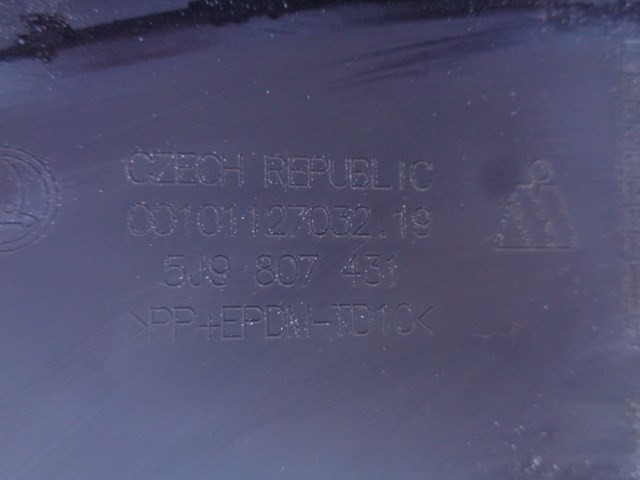 CZECH REPUBLIC
00101127032.19
5J9 807 431
>PP+EPDM-TD10<